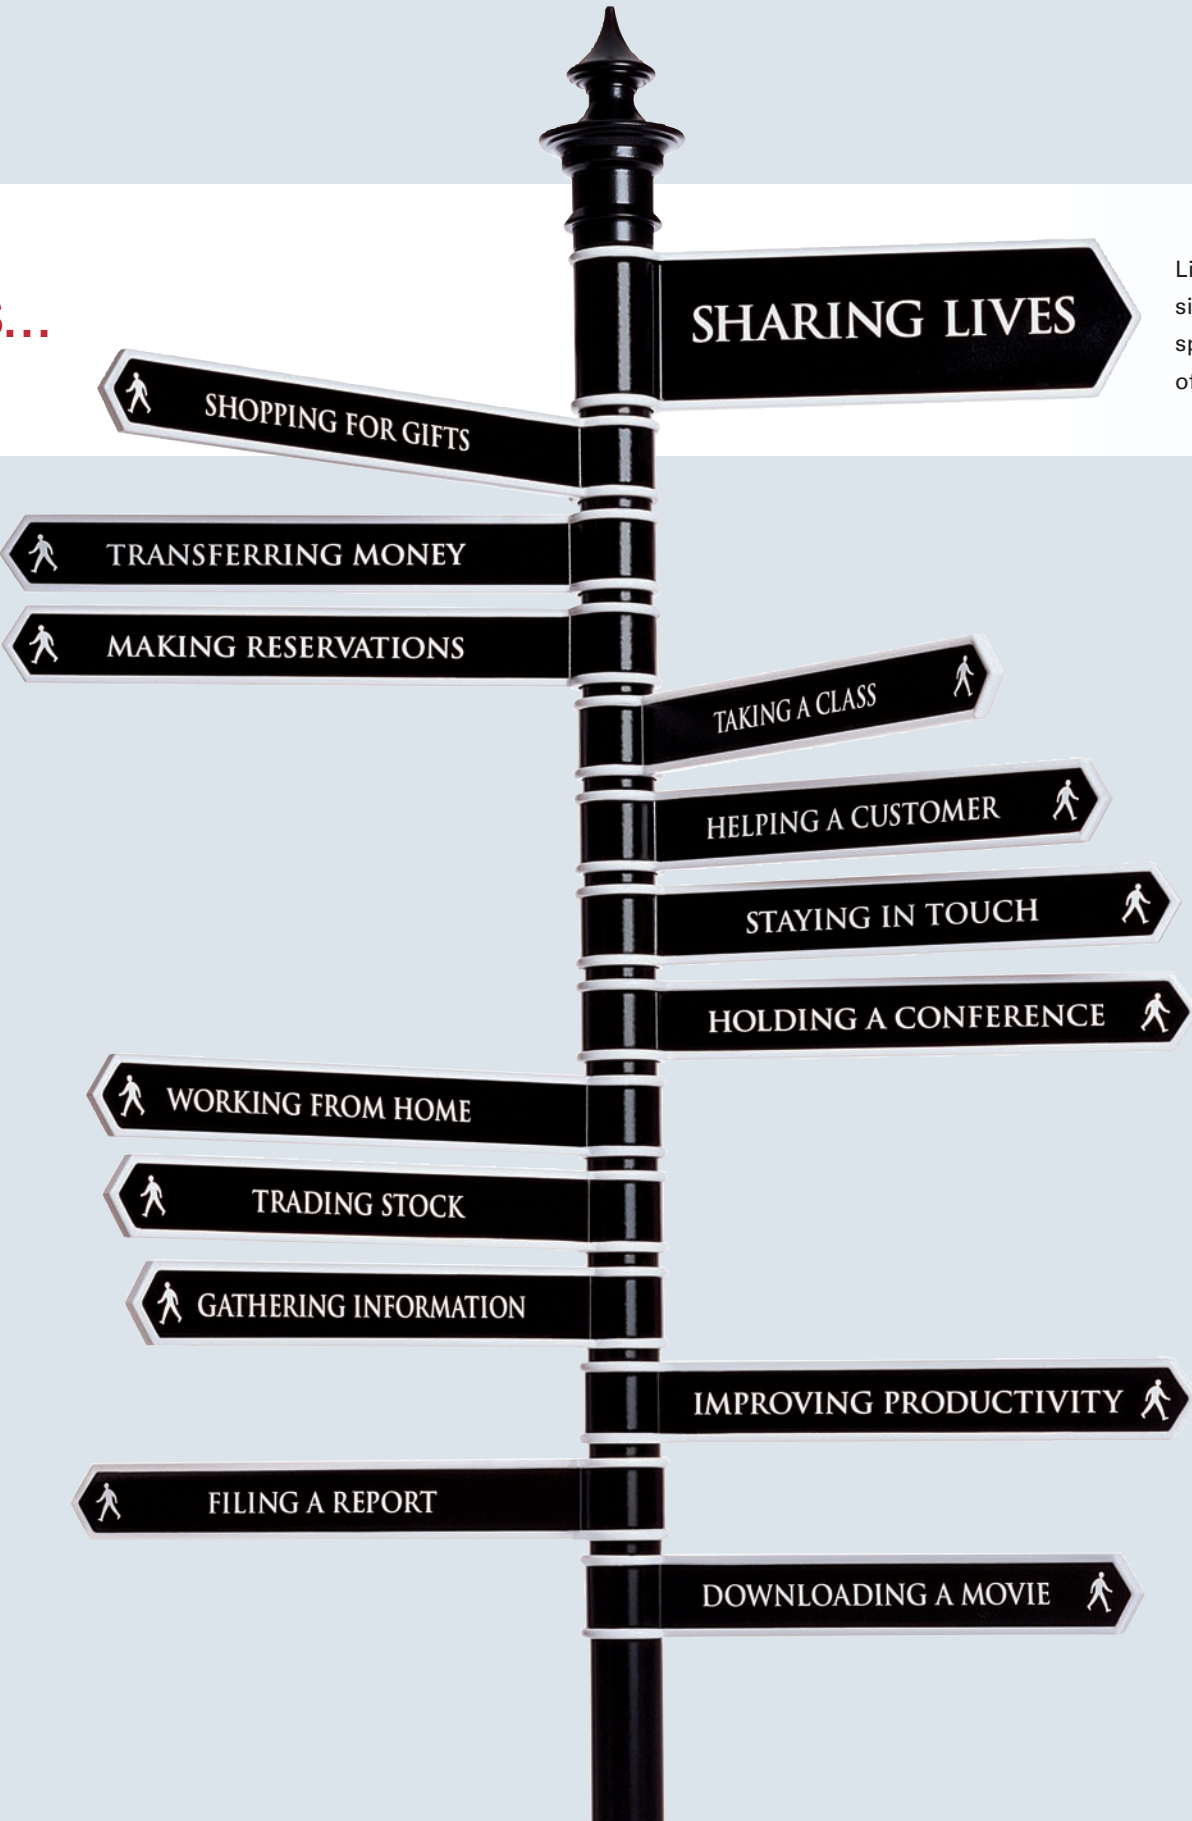 SHARING LIVES
SHOPPING FOR GIFTS
TRANSFERRING MONEY
MAKING RESERVATIONS
TAKING A CLASS
HELPING A CUSTOMER
STAYING IN TOUCH
HOLDING A CONFERENCE
WORKING FROM HOME
TRADING STOCK
GATHERING INFORMATION
IMPROVING PRODUCTIVITY
FILING A REPORT
DOWNLOADING A MOVIE